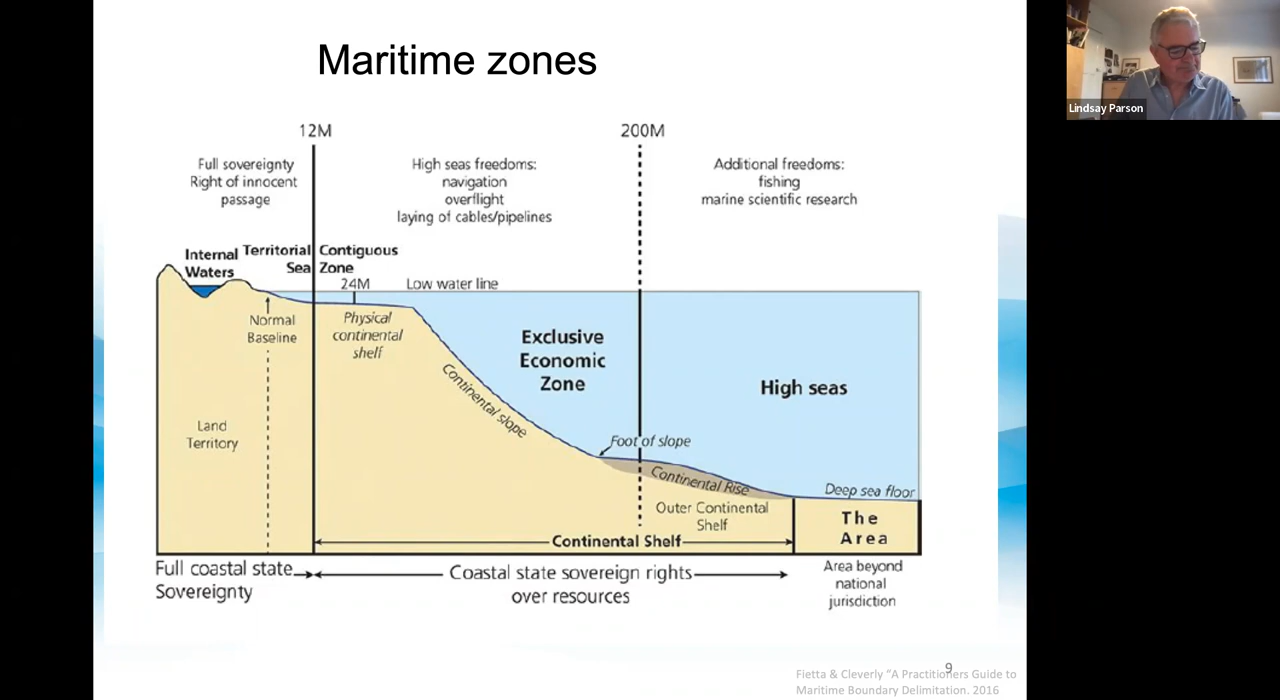 Maritime zones
Lindsay Parson
12M
200M
Full sovereignty
Right of innocent
passage
High seas freedoms:
navigation
overflight
laying of cables/pipelines
Additional freedoms:
fishing
marine scientific research
Internal
Waters
Territorial
Sea
Contiguous
Zone
24M
Low water line
Normal
Baseline
Physical
continental
shelf
Continental slope
Exclusive
Economic
Zone
High seas
Land
Territory
Foot of slope
Continental Rise
Deep sea floor
Outer Continental
Shelf
The
Area
Continental Shelf
Full coastal state
Sovereignty
Coastal state sovereign rights
over resources
Area beyond
national
jurisdiction
9
Fietta & Cleverly "A Practitioners Guide to
Maritime Boundary Delimitation. 2016